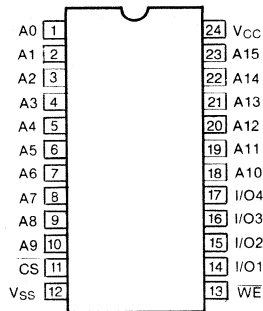 A0 1 24 VCC
A1 2 23 A15
A2 3 22 A14
A3 4 21 A13
A4 5 20 A12
A5 6 19 A11
A6 7 18 A10
A7 8 17 I/O4
A8 9 16 I/O3
A9 10 15 I/O2
CS 11 14 I/O1
VSS 12 13 WE